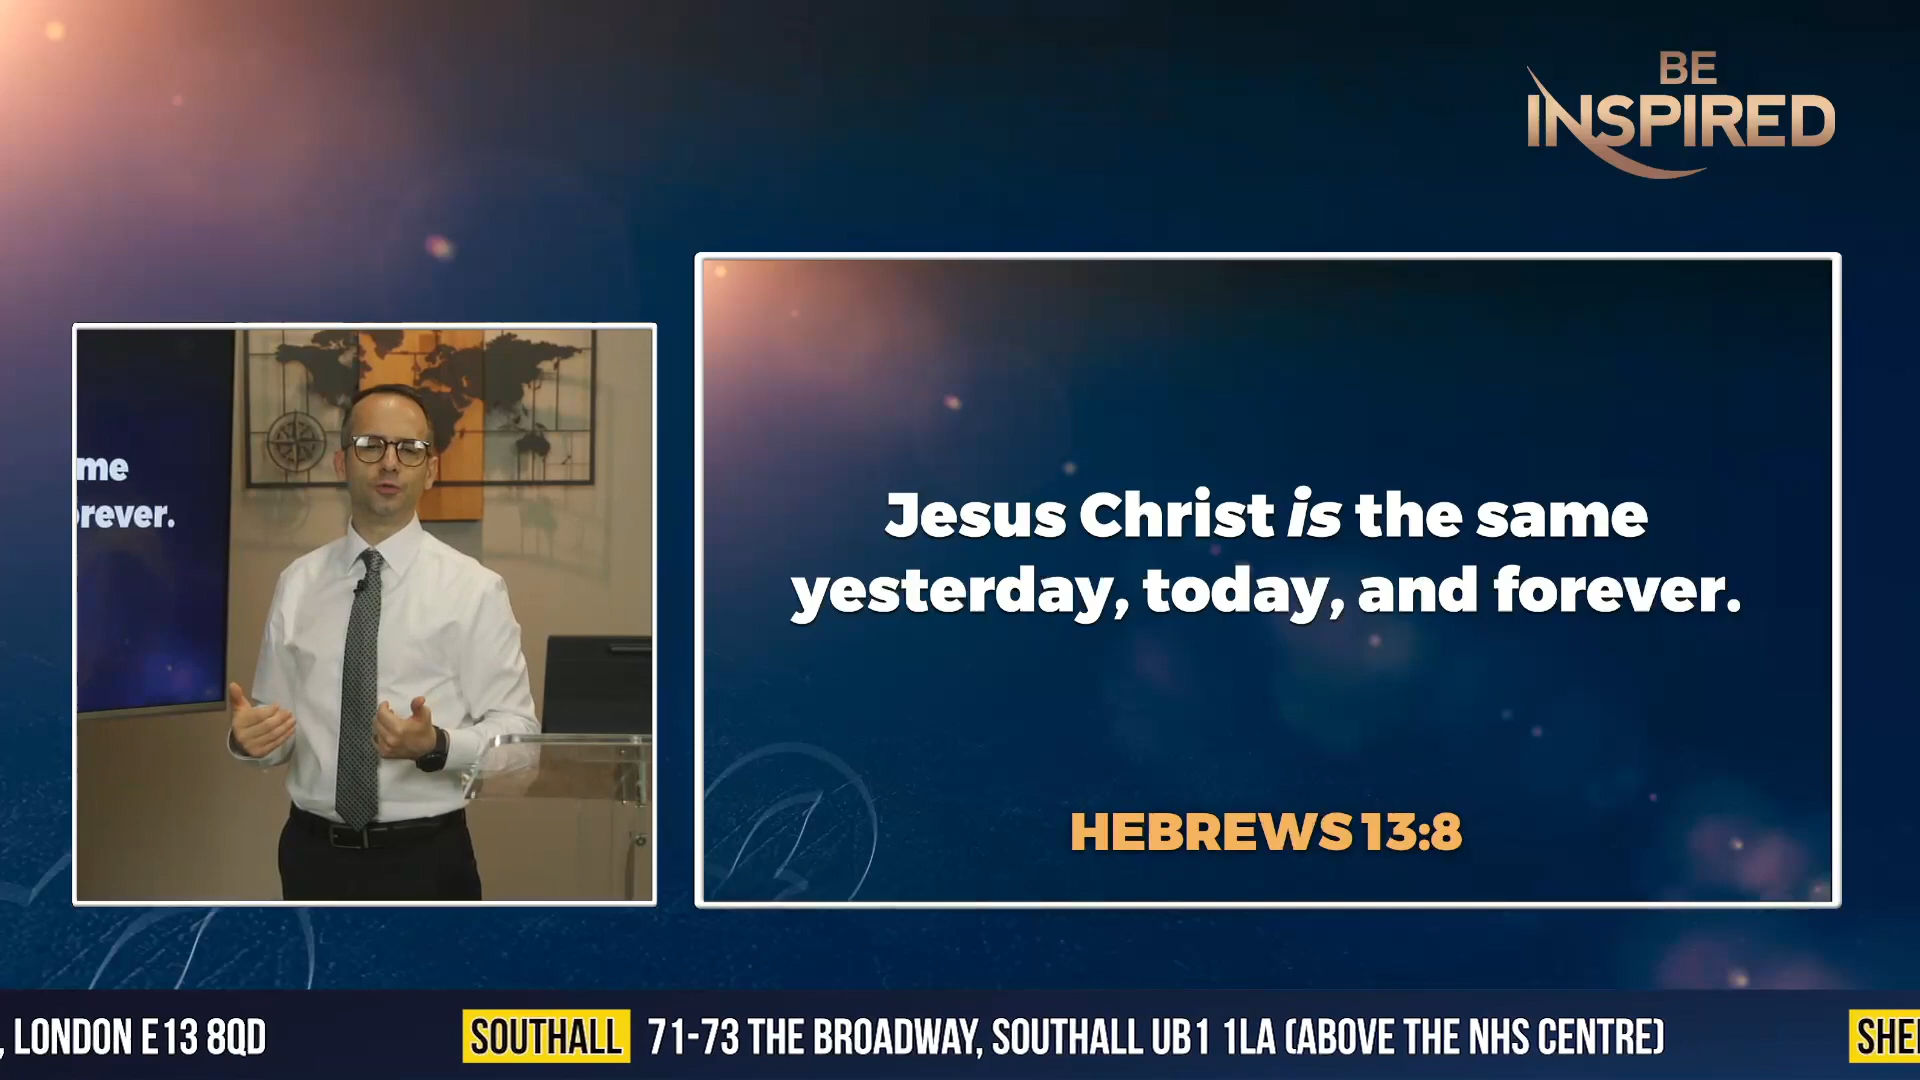 BE
INSPIRED
me
rever.
Jesus Christ is the same
yesterday, today, and forever.
HEBREWS 13:8
, LONDON E13 8QD
SOUTHALL 71-73 THE BROADWAY, SOUTHALL UB1 1LA (ABOVE THE NHS CENTRE)
SHE